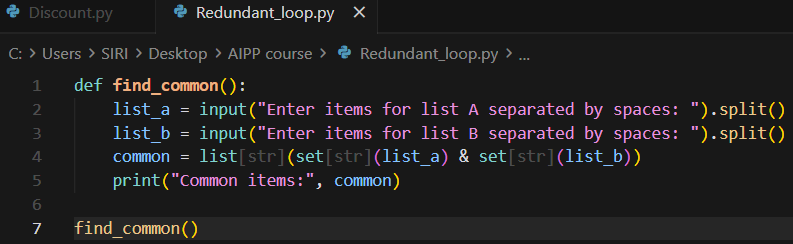 Discount.py Redundant_loop.py ×
C: > Users > SIRI > Desktop > AIPP course > Redundant_loop.py > ...
1 def find_common():
2     list_a = input("Enter items for list A separated by spaces: ").split()
3     list_b = input("Enter items for list B separated by spaces: ").split()
4     common = list[str](set[str](list_a) & set[str](list_b))
5     print("Common items:", common)
6
7 find_common()